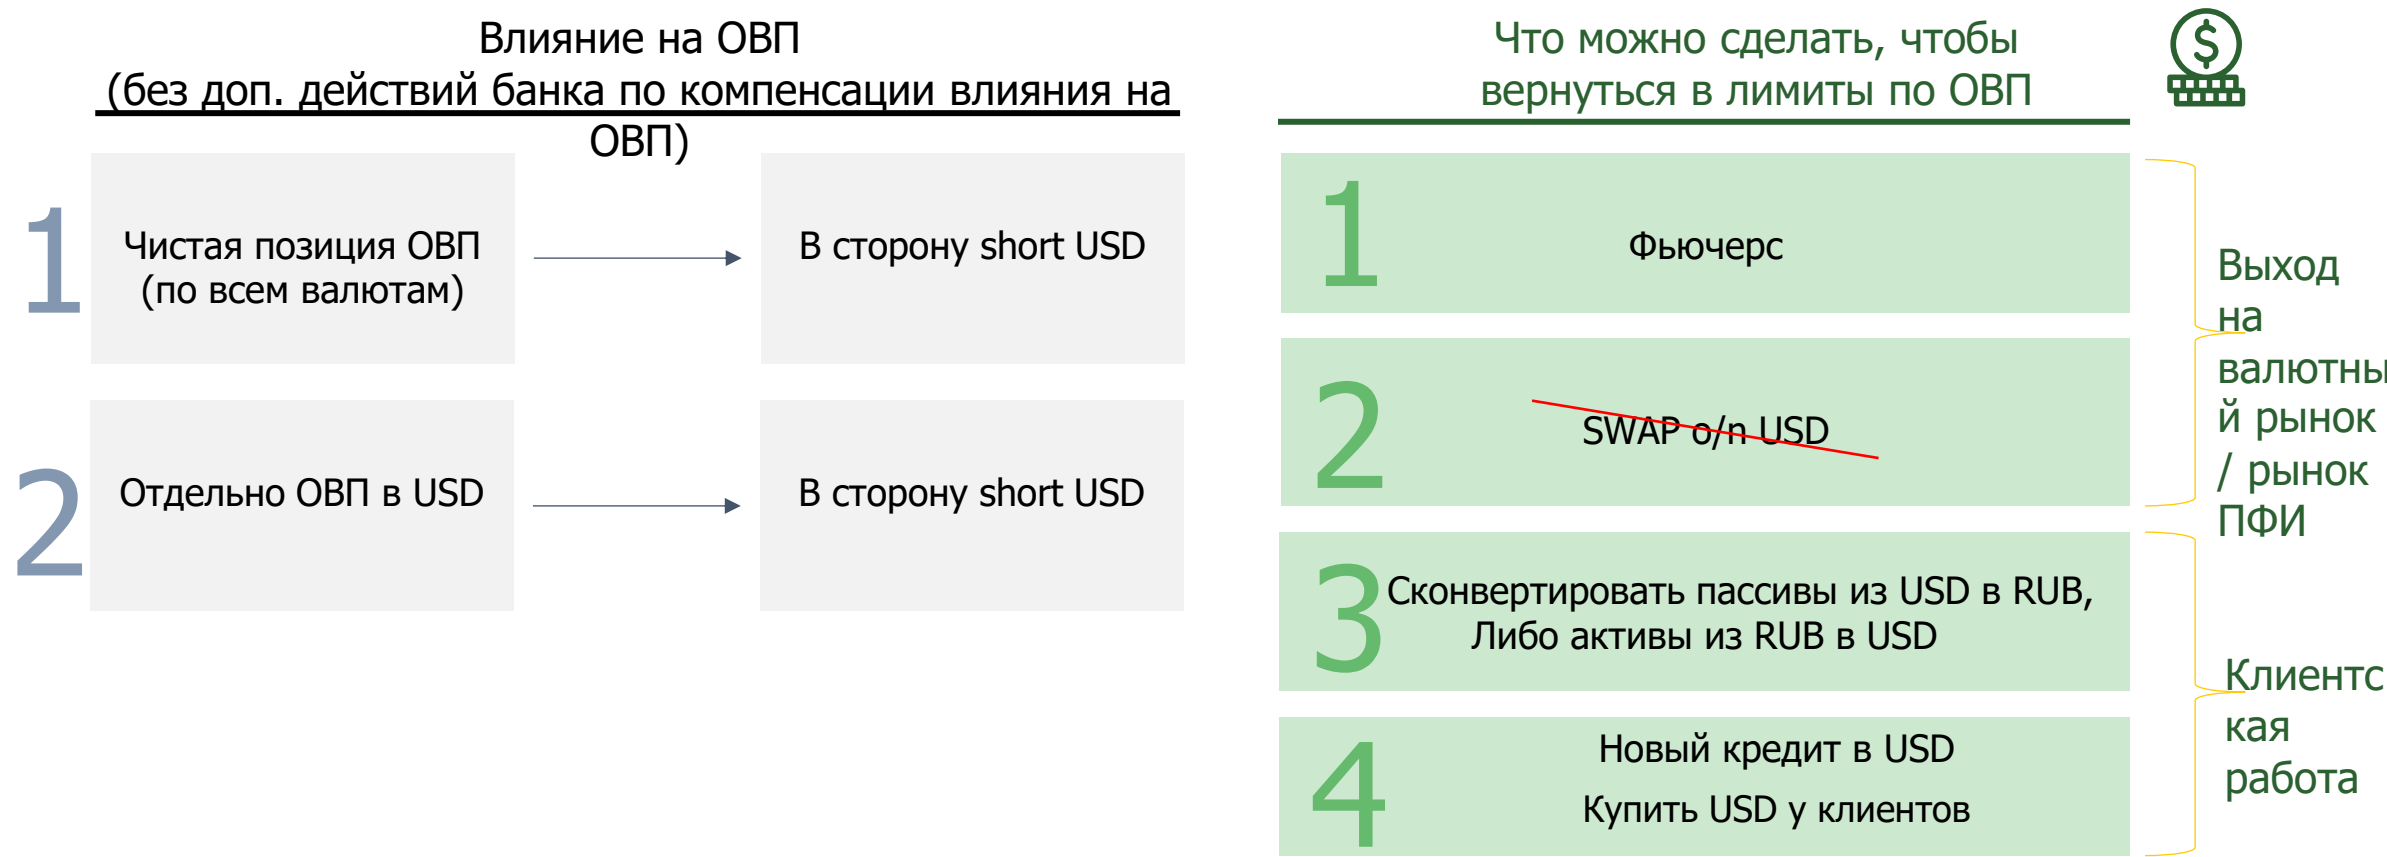 Влияние на ОВП
(без доп. действий банка по компенсации влияния на
ОВП)
1
Чистая позиция ОВП
(по всем валютам)
В сторону short USD
2
Отдельно ОВП в USD
В сторону short USD
Что можно сделать, чтобы
вернуться в лимиты по ОВП
$
1
Фьючерс
2
SWAP o/n USD
3
Сконвертировать пассивы из USD в RUB,
Либо активы из RUB в USD
4
Новый кредит в USD
Купить USD у клиентов
Выход
на
валютны
й рынок
/ рынок
ПФИ
Клиентс
кая
работа